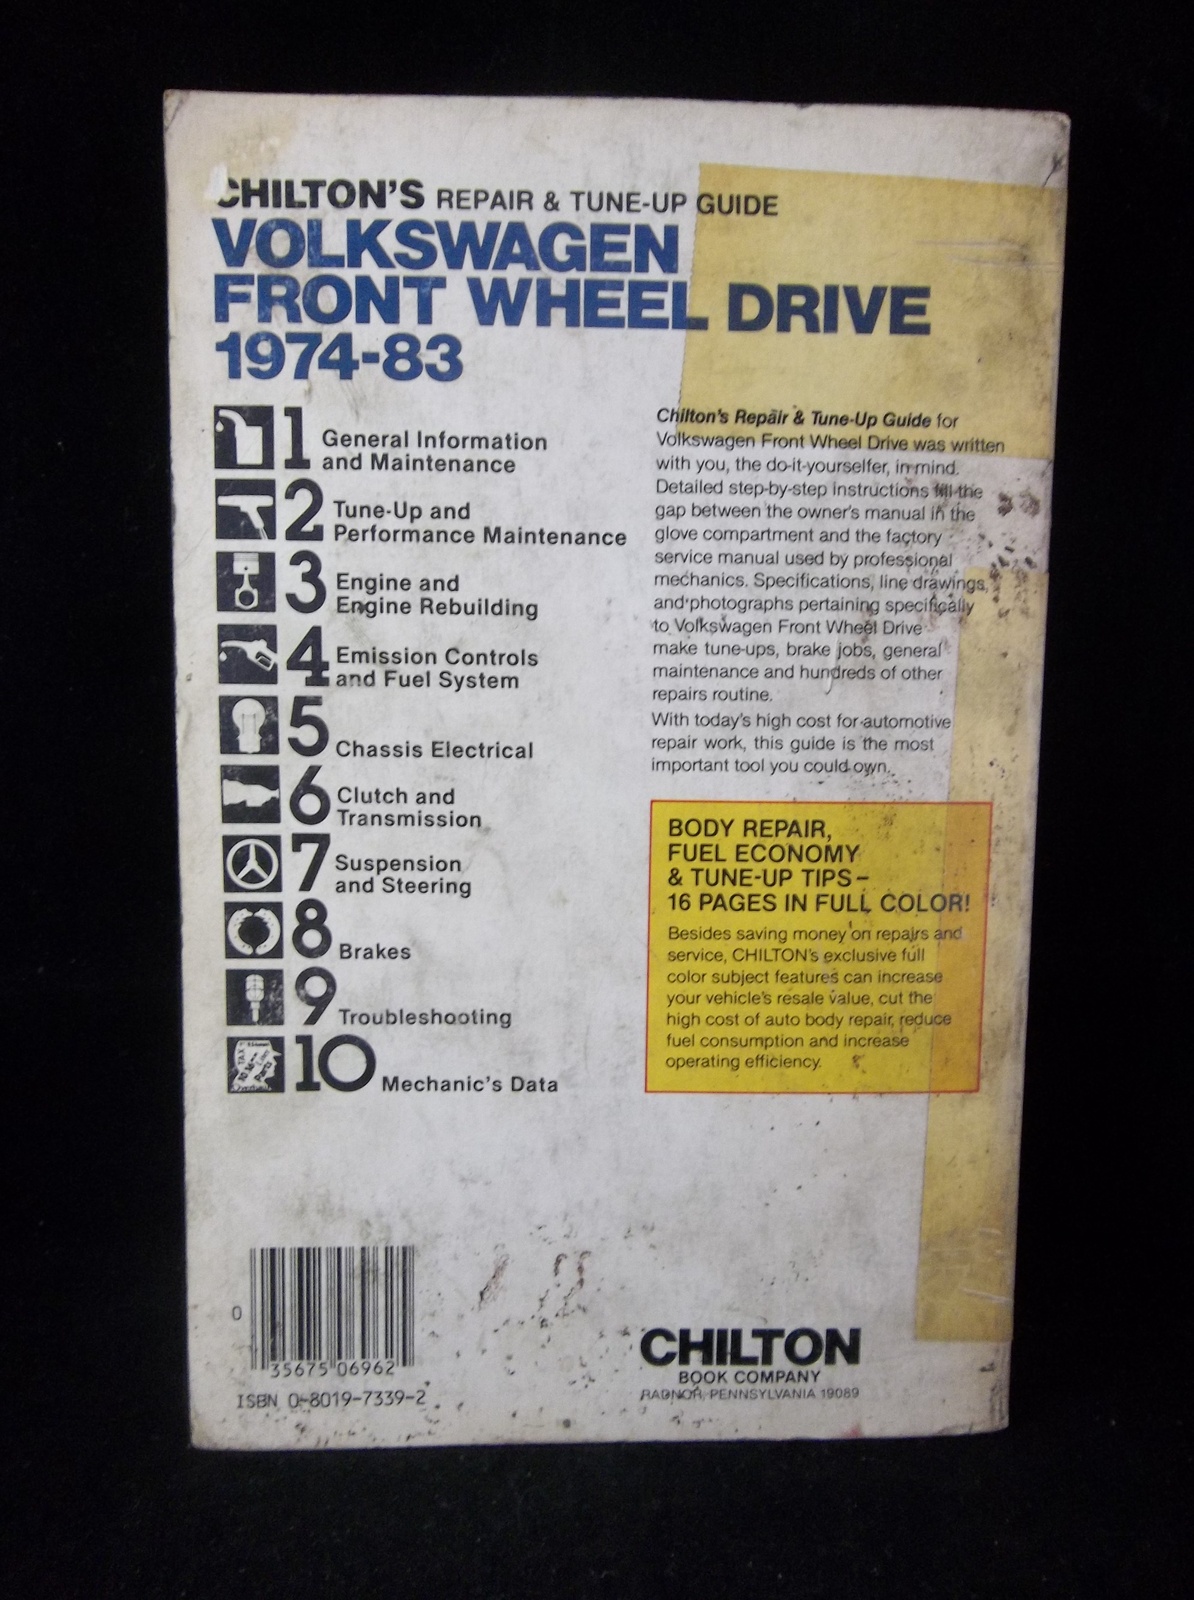 CHILTON'S REPAIR & TUNE-UP GUIDE
VOLKSWAGEN
FRONT WHEEL DRIVE
1974-83
1 General Information
and Maintenance
2 Tune-Up and
Performance Maintenance
3 Engine and
Engine Rebuilding
4 Emission Controls
and Fuel System
5 Chassis Electrical
6 Clutch and
Transmission
7 Suspension
and Steering
8 Brakes
9 Troubleshooting
10 Mechanic's Data
Chilton's Repair & Tune-Up Guide for
Volkswagen Front Wheel Drive was written
with you, the do-it-yourselfer, in mind.
Detailed step-by-step instructions fill the
gap between the owner's manual in the
glove compartment and the factory
service manual used by professional
mechanics. Specifications, line drawings,
and photographs pertaining specifically
to Volkswagen Front Wheel Drive
make tune-ups, brake jobs, general
maintenance and hundreds of other
repairs routine.
With today's high cost for automotive
repair work, this guide is the most
important tool you could own.
BODY REPAIR,
FUEL ECONOMY
& TUNE-UP TIPS–
16 PAGES IN FULL COLOR!
Besides saving money on repairs and
service, CHILTON's exclusive full
color subject features can increase
your vehicle's resale value, cut the
high cost of auto body repair, reduce
fuel consumption and increase
operating efficiency.
0 35675 06962
ISBN 0-8019-7339-2
CHILTON
BOOK COMPANY
RADNOR, PENNSYLVANIA 19089